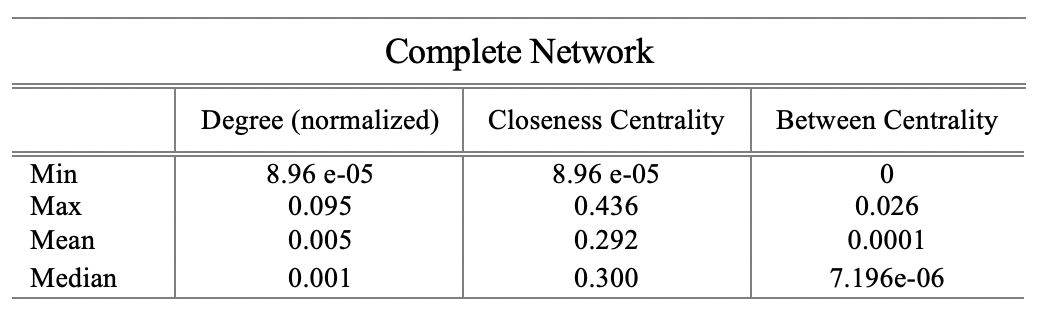 Complete Network
Degree (normalized) Closeness Centrality Between Centrality
Min 8.96 e-05 8.96 e-05 0
Max 0.095 0.436 0.026
Mean 0.005 0.292 0.0001
Median 0.001 0.300 7.196e-06